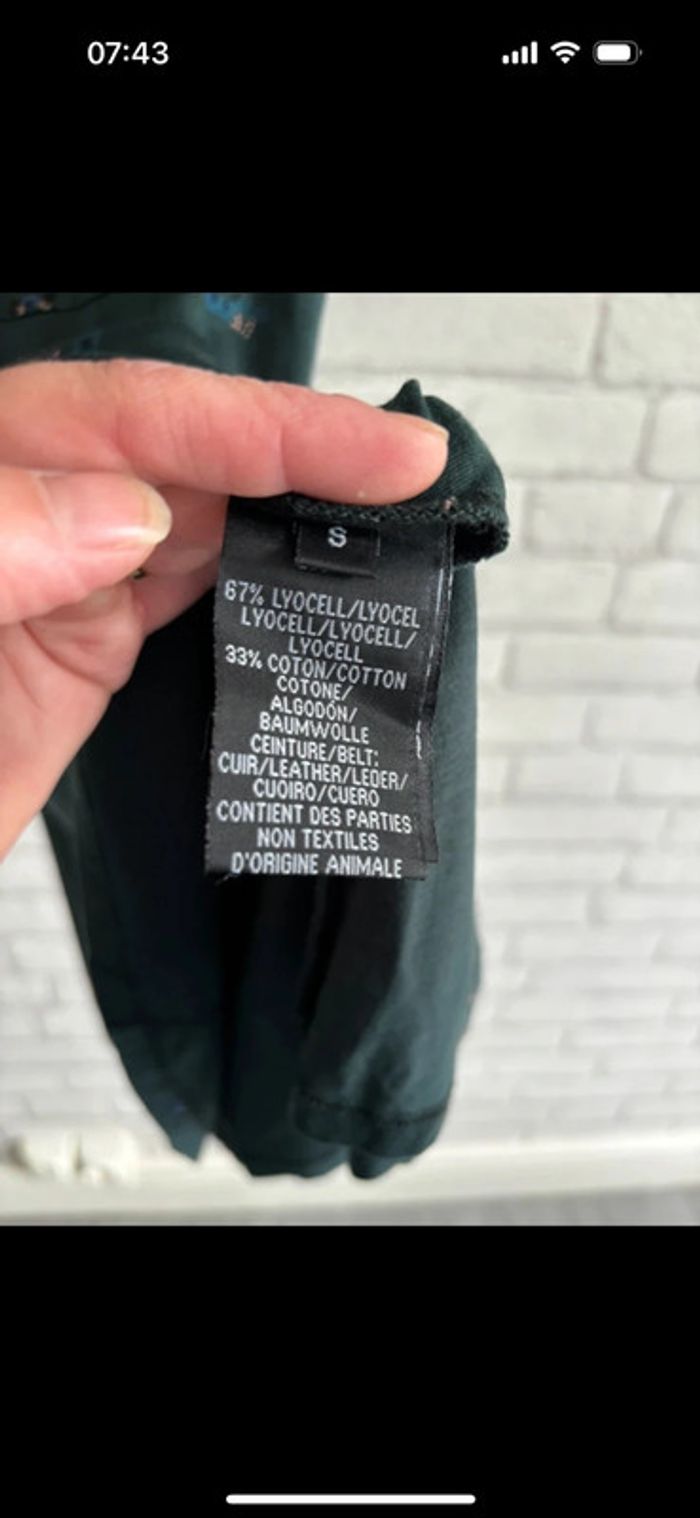 07:43
S
67% LYOCELL/LYOCEL
LYOCELL/LYOCELL/
LYOCELL
33% COTON/COTTON
COTONE/
ALGODÓN/
BAUMWOLLE
CEINTURE/BELT:
CUIR/LEATHER/LEDER/
CUOIRO/CUERO
CONTIENT DES PARTIES
NON TEXTILES
D'ORIGINE ANIMALE